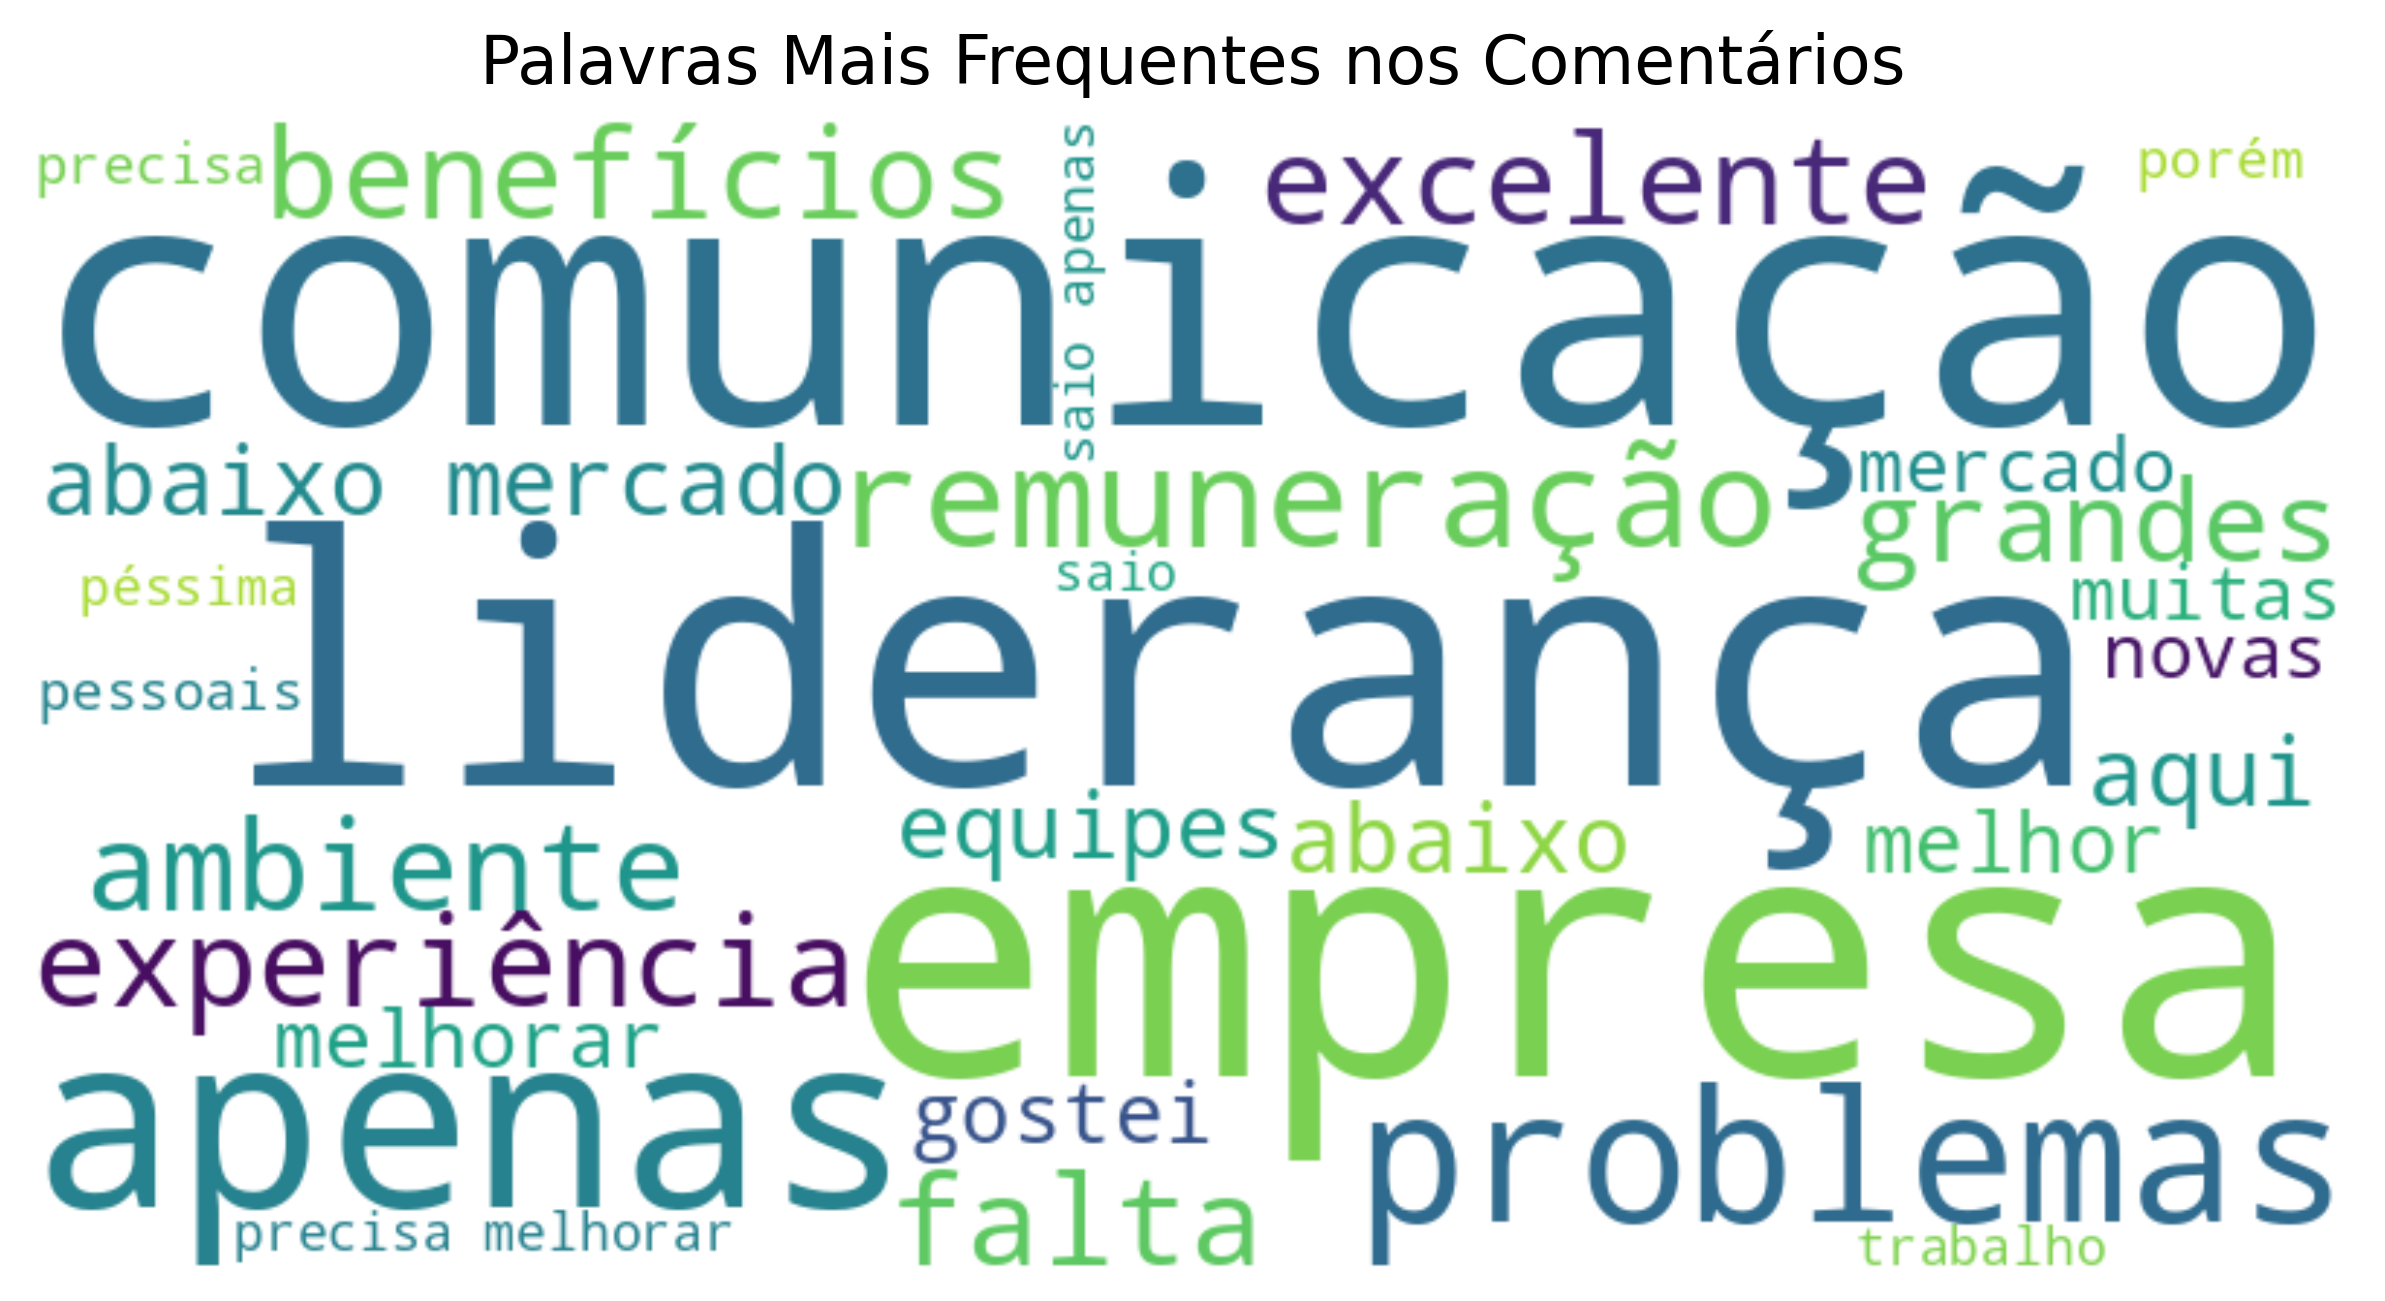 Palavras Mais Frequentes nos Comentários
precisa
benefícios
saio apenas
excelente
porém
comunicação
abaixo mercado
remuneração
mercado
grandes
péssima
saio
muitas
liderança
novas
pessoais
aqui
ambiente
equipes
abaixo
melhor
experiência
empresa
melhorar
apenas
gostei
problemas
precisa melhorar
falta
trabalho